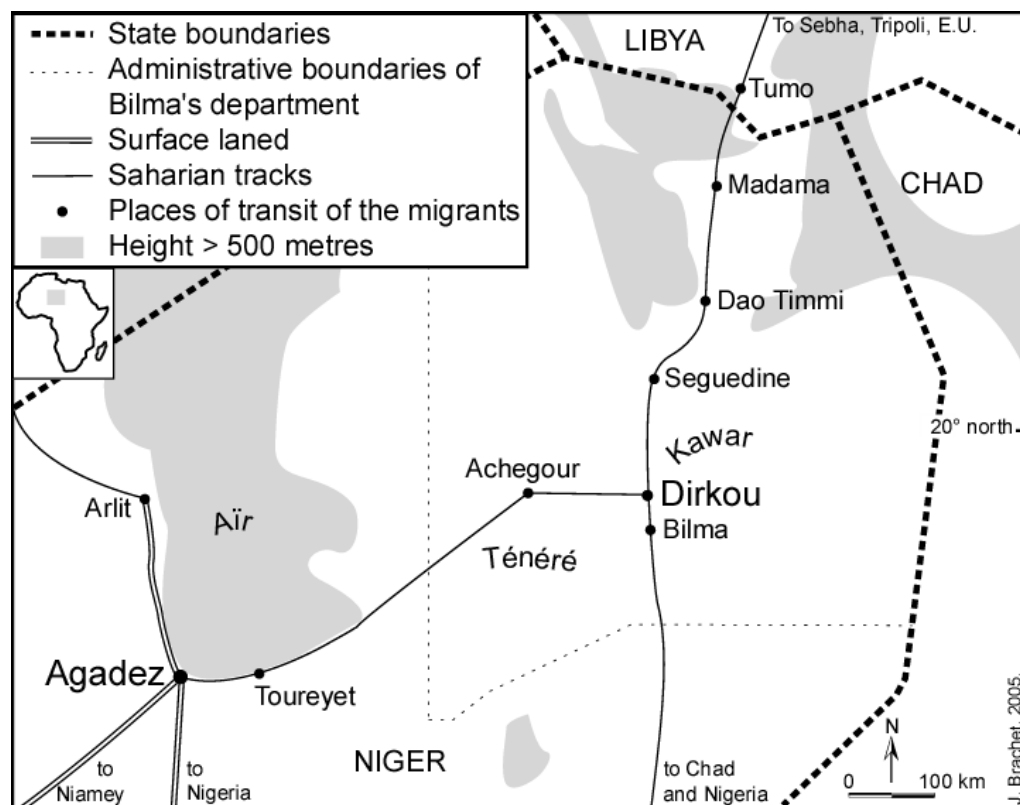 State boundaries
Administrative boundaries of
Bilma's department
Surface laned
Saharian tracks
Places of transit of the migrants
Height > 500 metres
To Sebha, Tripoli, E.U.
LIBYA
Tumo
Madama
CHAD
Dao Timmi
Seguedine
20° north
Kawar
Achegour
Dirkou
Arlit
Aïr
Bilma
Ténéré
Agadez
Toureyet
NIGER
to
Niamey
to
Nigeria
to Chad
and Nigeria
N
0 100 km
J. Brachet, 2005.